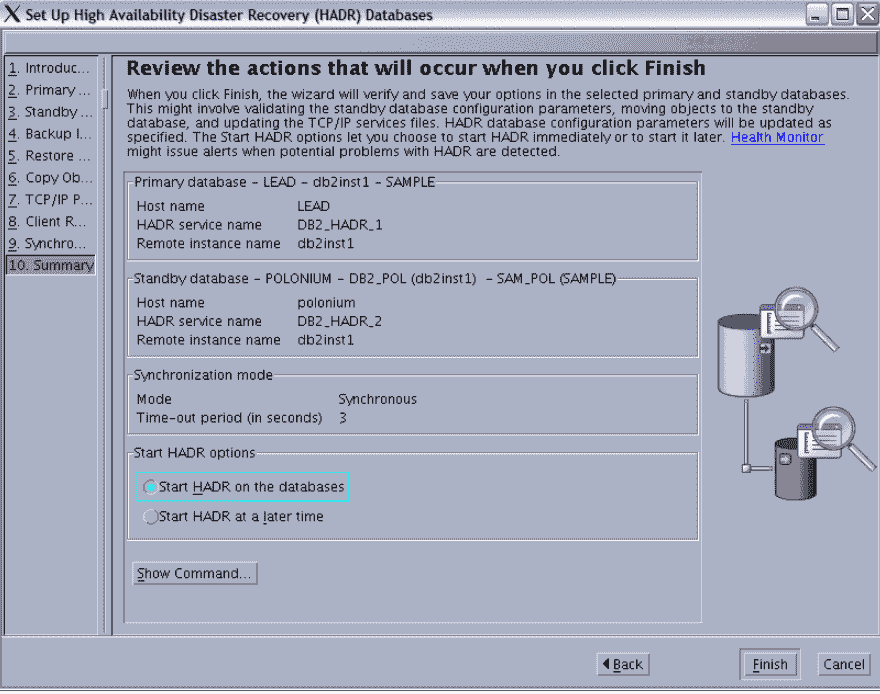 Set Up High Availability Disaster Recovery (HADR) Databases
1. Introduc...
2. Primary ...
3. Standby ...
4. Backup I...
5. Restore ...
6. Copy Ob...
7. TCP/IP P...
8. Client R...
9. Synchro...
10. Summary
Review the actions that will occur when you click Finish
When you click Finish, the wizard will verify and save your options in the selected primary and standby databases.
This might involve validating the standby database configuration parameters, moving objects to the standby
database, and updating the TCP/IP services files. HADR database configuration parameters will be updated as
specified. The Start HADR options let you choose to start HADR immediately or to start it later. Health Monitor
might issue alerts when potential problems with HADR are detected.
Primary database – LEAD – db2inst1 – SAMPLE
Host name LEAD
HADR service name DB2_HADR_1
Remote instance name db2inst1
Standby database – POLONIUM – DB2_POL (db2inst1) – SAM_POL (SAMPLE)
Host name polonium
HADR service name DB2_HADR_2
Remote instance name db2inst1
Synchronization mode
Mode Synchronous
Time-out period (in seconds) 3
Start HADR options
Start HADR on the databases
Start HADR at a later time
Show Command...
Back
Finish
Cancel